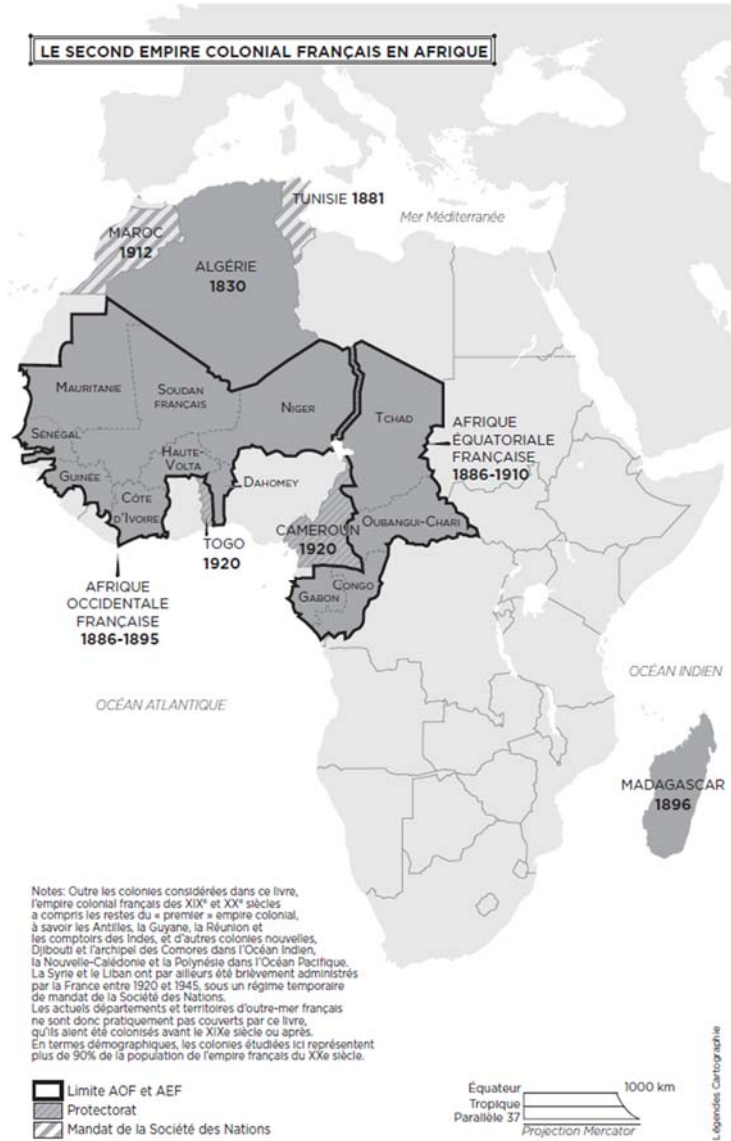 LE SECOND EMPIRE COLONIAL FRANÇAIS EN AFRIQUE
TUNISIE 1881
Mer Méditerranée
MAROC
1912
ALGÉRIE
1830
MAURITANIE
SOUDAN
FRANÇAIS
NIGER
TCHAD
SÉNÉGAL
AFRIQUE
ÉQUATORIALE
FRANÇAISE
1886-1910
HAUTE-
VOLTA
GUINÉE
DAHOMEY
CÔTE
D'IVOIRE
OUBANGUI-CHARI
CAMEROUN
1920
TOGO
1920
AFRIQUE
OCCIDENTALE
FRANÇAISE
1886-1895
GABON
CONGO
OCÉAN INDIEN
OCÉAN ATLANTIQUE
MADAGASCAR
1896
Notes: Outre les colonies considérées dans ce livre,
l'empire colonial français des XIXe et XXe siècles
a compris les restes du « premier » empire colonial,
à savoir les Antilles, la Guyane, la Réunion et
les comptoirs des Indes, et d'autres colonies nouvelles,
Djibouti et l'archipel des Comores dans l'Océan Indien,
la Nouvelle-Calédonie et la Polynésie dans l'Océan Pacifique.
La Syrie et le Liban ont par ailleurs été brièvement administrés
par la France entre 1920 et 1945, sous un régime temporaire
de mandat de la Société des Nations.
Les actuels départements et territoires d'outre-mer français
ne sont donc pratiquement pas couverts par ce livre,
qu'ils aient été colonisés avant le XIXe siècle ou après.
En termes démographiques, les colonies étudiées ici représentent
plus de 90% de la population de l'empire français du XXe siècle.
Limite AOF et AEF
Protectorat
Mandat de la Société des Nations
Équateur
Tropique
Parallèle 37
1000 km
Projection Mercator
Légendes Cartographie